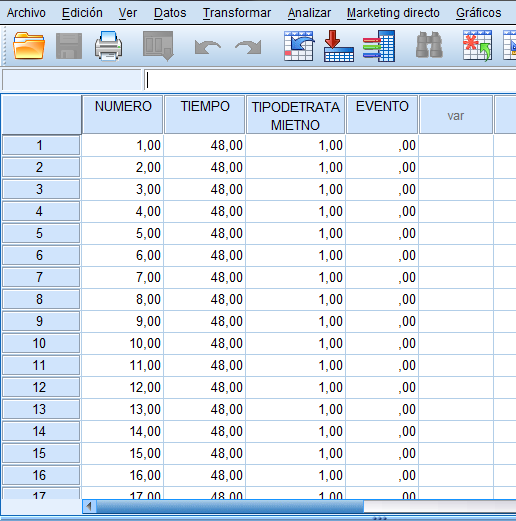 Archivo Edición Ver Datos Transformar Analizar Marketing directo Gráficos
NUMERO TIEMPO TIPODETRATA EVENTO var
MIETNO
1 1,00 48,00 1,00 ,00
2 2,00 48,00 1,00 ,00
3 3,00 48,00 1,00 ,00
4 4,00 48,00 1,00 ,00
5 5,00 48,00 1,00 ,00
6 6,00 48,00 1,00 ,00
7 7,00 48,00 1,00 ,00
8 8,00 48,00 1,00 ,00
9 9,00 48,00 1,00 ,00
10 10,00 48,00 1,00 ,00
11 11,00 48,00 1,00 ,00
12 12,00 48,00 1,00 ,00
13 13,00 48,00 1,00 ,00
14 14,00 48,00 1,00 ,00
15 15,00 48,00 1,00 ,00
16 16,00 48,00 1,00 ,00
17 17,00 48,00 1,00 ,00